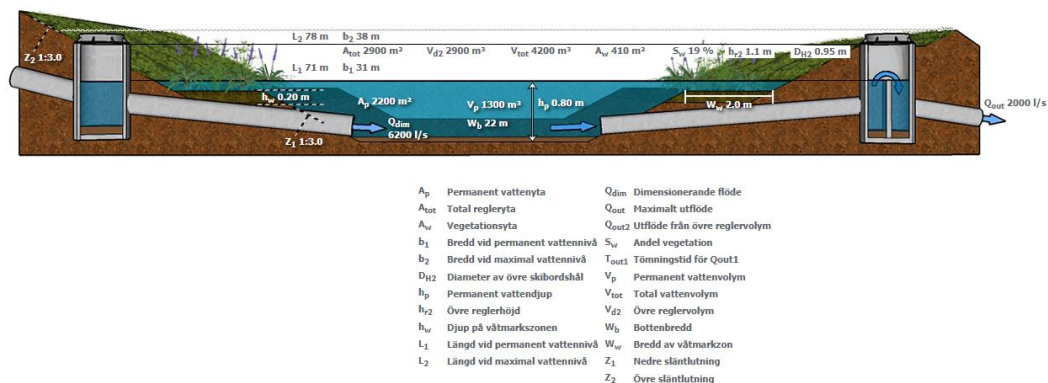 L2 78 m b2 38 m
Atot 2900 m² Vd2 2900 m³ Vtot 4200 m³ Aw 410 m² Sw 19 % hr2 1.1 m DH2 0.95 m
Z2 1:3.0
L1 71 m b1 31 m
hw 0.20 m
Ap 2200 m² Vp 1300 m³ hp 0.80 m
Ww 2.0 m
Qout 2000 l/s
Qdim 6200 l/s
Wb 22 m
Z1 1:3.0
Ap Permanent vattenyta Qdim Dimensionerande flöde
Atot Total regleryta Qout Maximalt utflöde
Aw Vegetationsyta Qout2 Utflöde från övre reglervolym
b1 Bredd vid permanent vattennivå Sw Andel vegetation
b2 Bredd vid maximal vattennivå Tout1 Tömningstid för Qout1
DH2 Diameter av övre skibordshål Vp Permanent vattenvolym
hp Permanent vattendjup Vtot Total vattenvolym
hr2 Övre reglerhöjd Vd2 Övre reglervolym
hw Djup på våtmarkszonen Wb Bottenbredd
L1 Längd vid permanent vattennivå Ww Bredd av våtmarkzon
L2 Längd vid maximal vattennivå Z1 Nedre släntlutning
Z2 Övre släntlutning